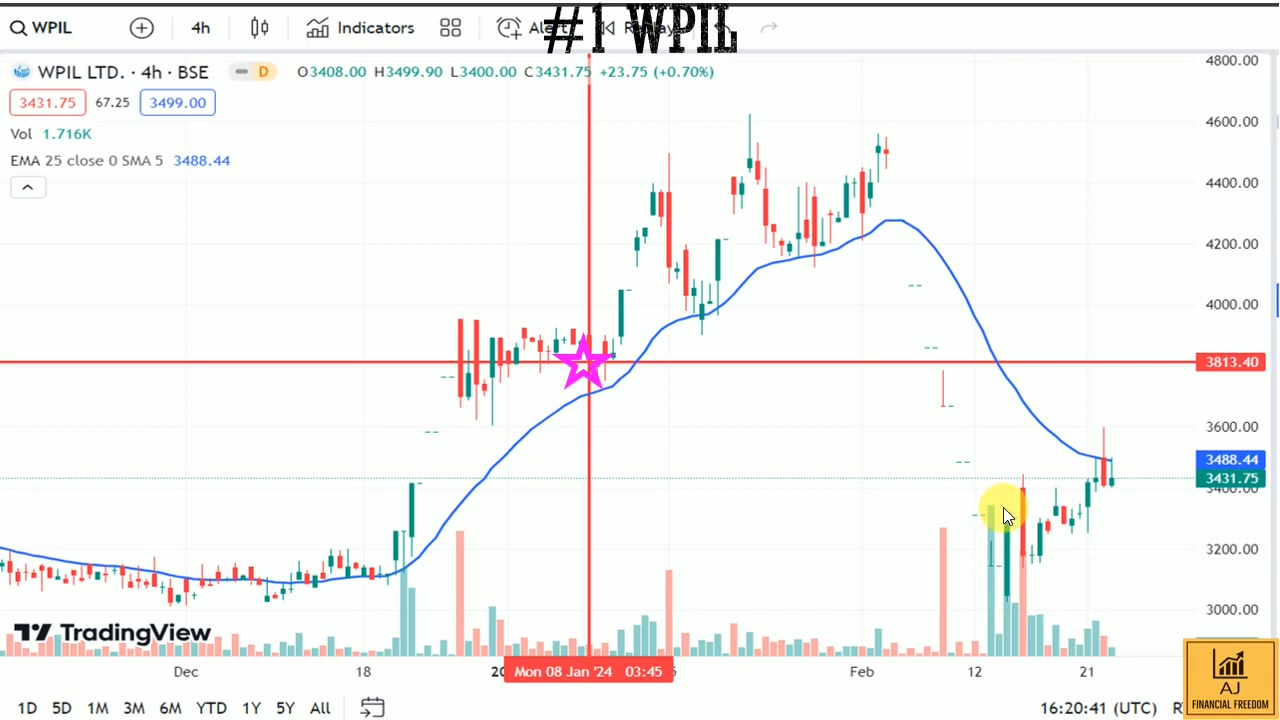 WPIL
4h
Indicators
Alert
Replay
#1 WPIL
WPIL LTD. · 4h · BSE
D
O3408.00 H3499.90 L3400.00 C3431.75 +23.75 (+0.70%)
3431.75 67.25 3499.00
Vol 1.716K
EMA 25 close 0 SMA 5 3488.44
4800.00
4600.00
4400.00
4200.00
4000.00
3813.40
3600.00
3488.44
3431.75
3400.00
3200.00
3000.00
TradingView
Dec 18 Mon 08 Jan '24 03:45 Feb 12 21
1D 5D 1M 3M 6M YTD 1Y 5Y All
16:20:41 (UTC)
AJ
FINANCIAL FREEDOM